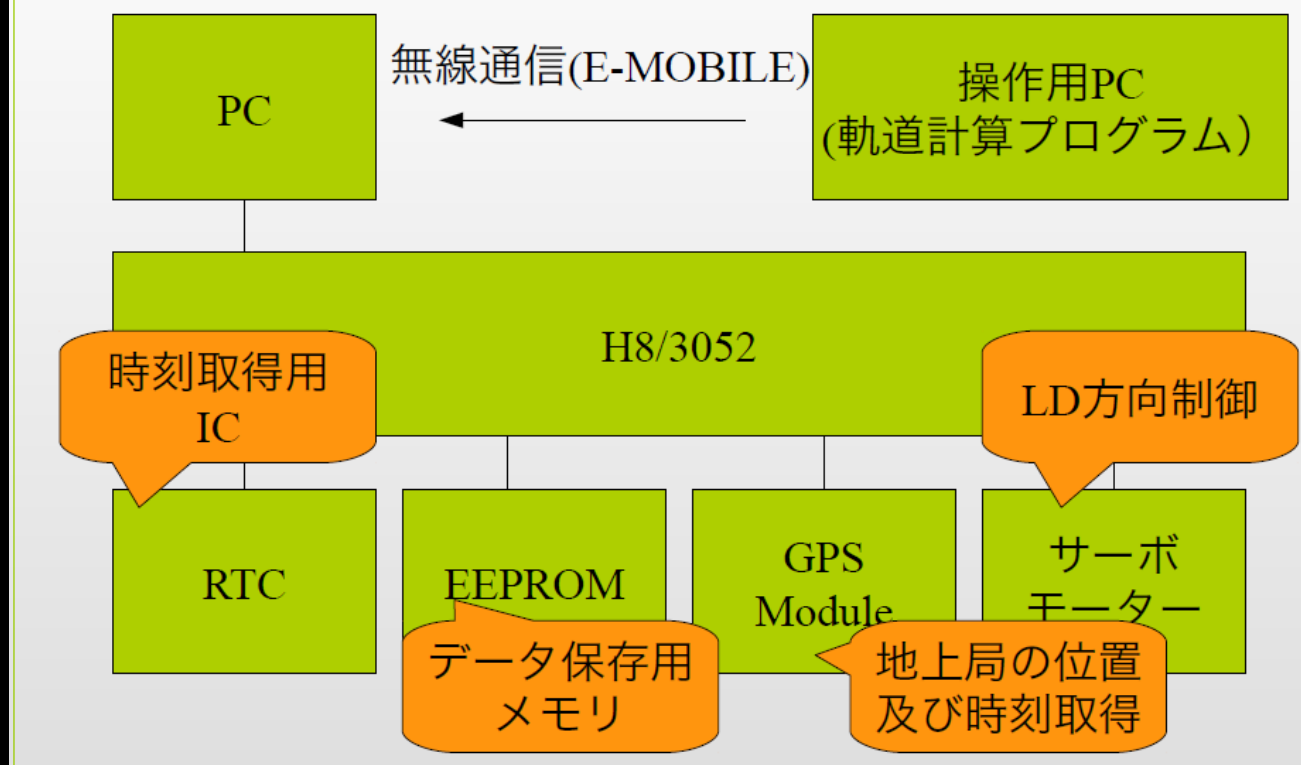 PC
無線通信(E-MOBILE)
操作用PC
(軌道計算プログラム）
H8/3052
時刻取得用
IC
LD方向制御
RTC
EEPROM
GPS
Module
サーボ
モーター
データ保存用
メモリ
地上局の位置
及び時刻取得